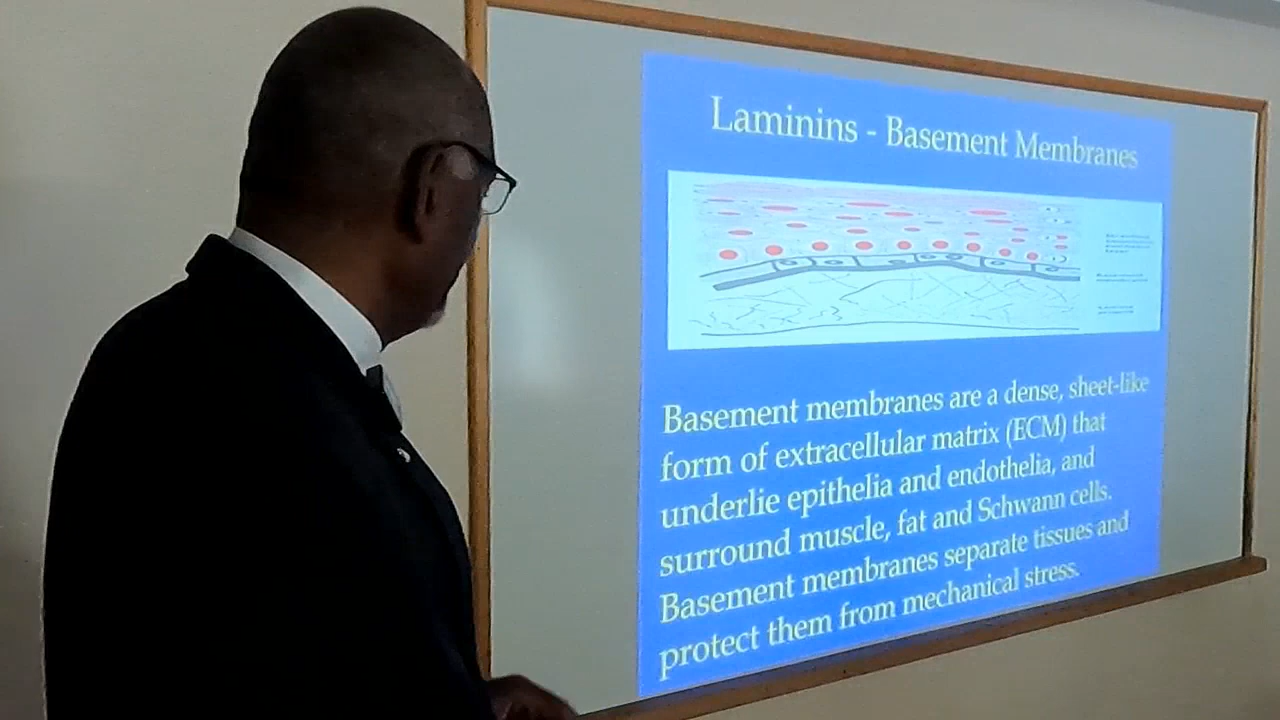 Laminins - Basement Membranes
Basement membranes are a dense, sheet-like
form of extracellular matrix (ECM) that
underlie epithelia and endothelia, and
surround muscle, fat and Schwann cells.
Basement membranes separate tissues and
protect them from mechanical stress.